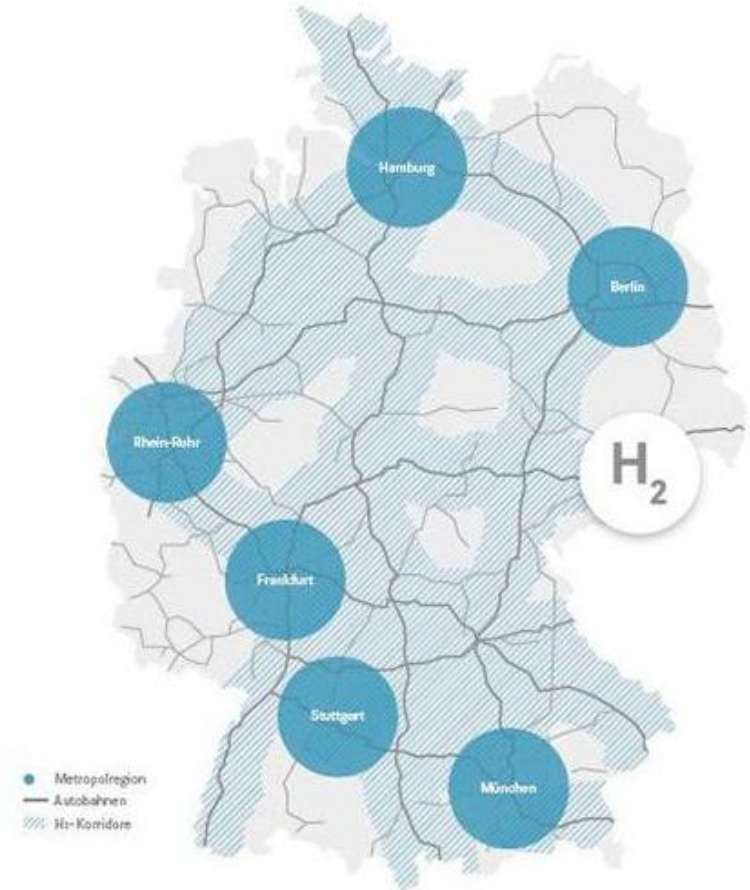 Hamburg
Berlin
Rhein-Ruhr
H₂
Frankfurt
Stuttgart
München
Metropolregion
Autobahnen
H₂-Korridore